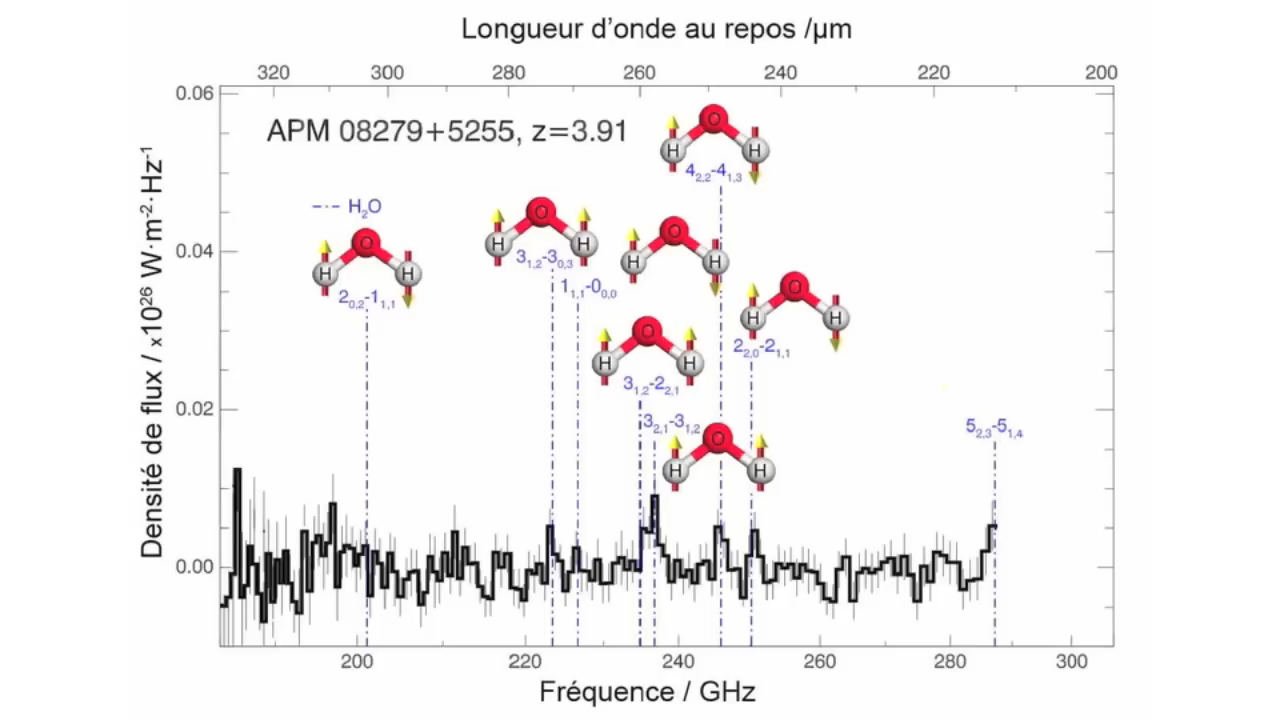 Longueur d’onde au repos /µm
320 300 280 260 240 220 200
0.06
APM 08279+5255, z=3.91
O
H H
42,2-41,3
H2O
O
H H
20,2-11,1
O
H H
31,2-30,3
11,1-00,0
O
H H
0.04
O
H H
22,0-21,1
O
H H
31,2-22,1
0.02
32,1-31,2
O
H H
52,3-51,4
0.00
Densité de flux / x10²⁶ W·m⁻²·Hz⁻¹
200 220 240 260 280 300
Fréquence / GHz